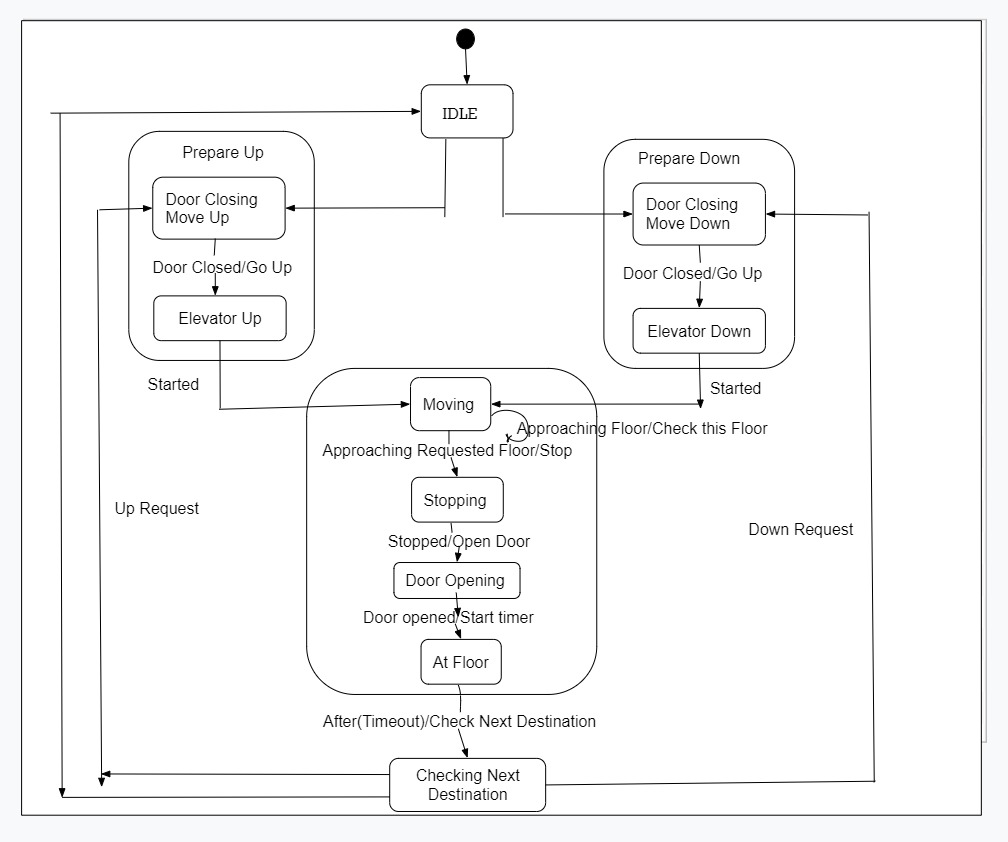 IDLE
Prepare Up
Prepare Down
Door Closing
Move Up
Door Closing
Move Down
Door Closed/Go Up
Door Closed/Go Up
Elevator Up
Elevator Down
Started
Started
Moving
Approaching Floor/Check this Floor
Approaching Requested Floor/Stop
Stopping
Up Request
Down Request
Stopped/Open Door
Door Opening
Door opened/Start timer
At Floor
After(Timeout)/Check Next Destination
Checking Next
Destination